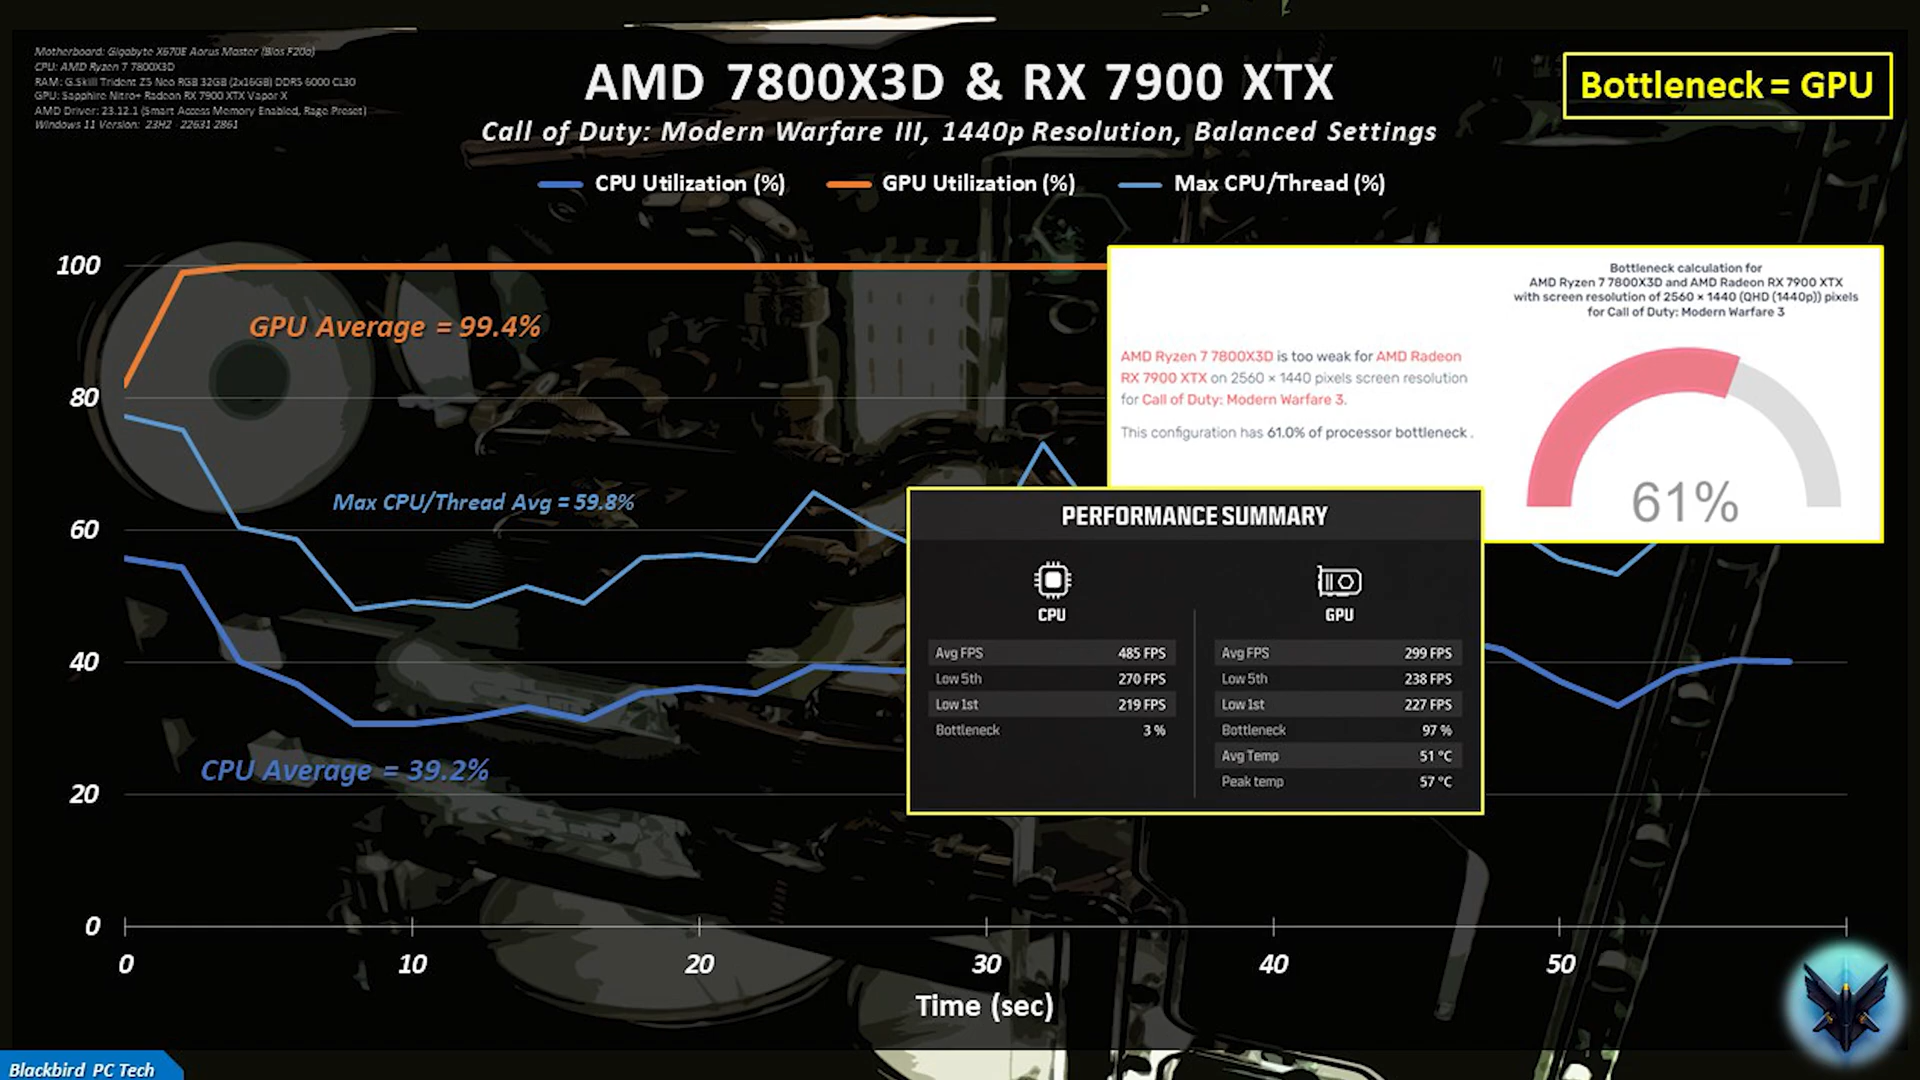 Motherboard: Gigabyte X670E Aorus Master (Bios F20a)
CPU: AMD Ryzen 7 7800X3D
RAM: G.Skill Trident Z5 Neo RGB 32GB (2x16GB) DDR5-6000 CL30
GPU: Sapphire Nitro+ Radeon RX 7900 XTX Vapor X
AMD Driver: 23.12.1 (Smart Access Memory Enabled, Rage Preset)
Windows 11 Version: 23H2 - 22631.2861
AMD 7800X3D & RX 7900 XTX
Call of Duty: Modern Warfare III, 1440p Resolution, Balanced Settings
Bottleneck = GPU
CPU Utilization (%)
GPU Utilization (%)
Max CPU/Thread (%)
100
80
60
40
20
0
GPU Average = 99.4%
Max CPU/Thread Avg = 59.8%
CPU Average = 39.2%
Bottleneck calculation for
AMD Ryzen 7 7800X3D and AMD Radeon RX 7900 XTX
with screen resolution of 2560 × 1440 (QHD (1440p)) pixels
for Call of Duty: Modern Warfare 3
AMD Ryzen 7 7800X3D is too weak for AMD Radeon
RX 7900 XTX on 2560 × 1440 pixels screen resolution
for Call of Duty: Modern Warfare 3.
This configuration has 61.0% of processor bottleneck .
61%
PERFORMANCE SUMMARY
CPU
Avg FPS 485 FPS
Low 5th 270 FPS
Low 1st 219 FPS
Bottleneck 3 %
GPU
Avg FPS 299 FPS
Low 5th 238 FPS
Low 1st 227 FPS
Bottleneck 97 %
Avg Temp 51 °C
Peak temp 57 °C
0
10
20
30
40
50
Time (sec)
Blackbird PC Tech